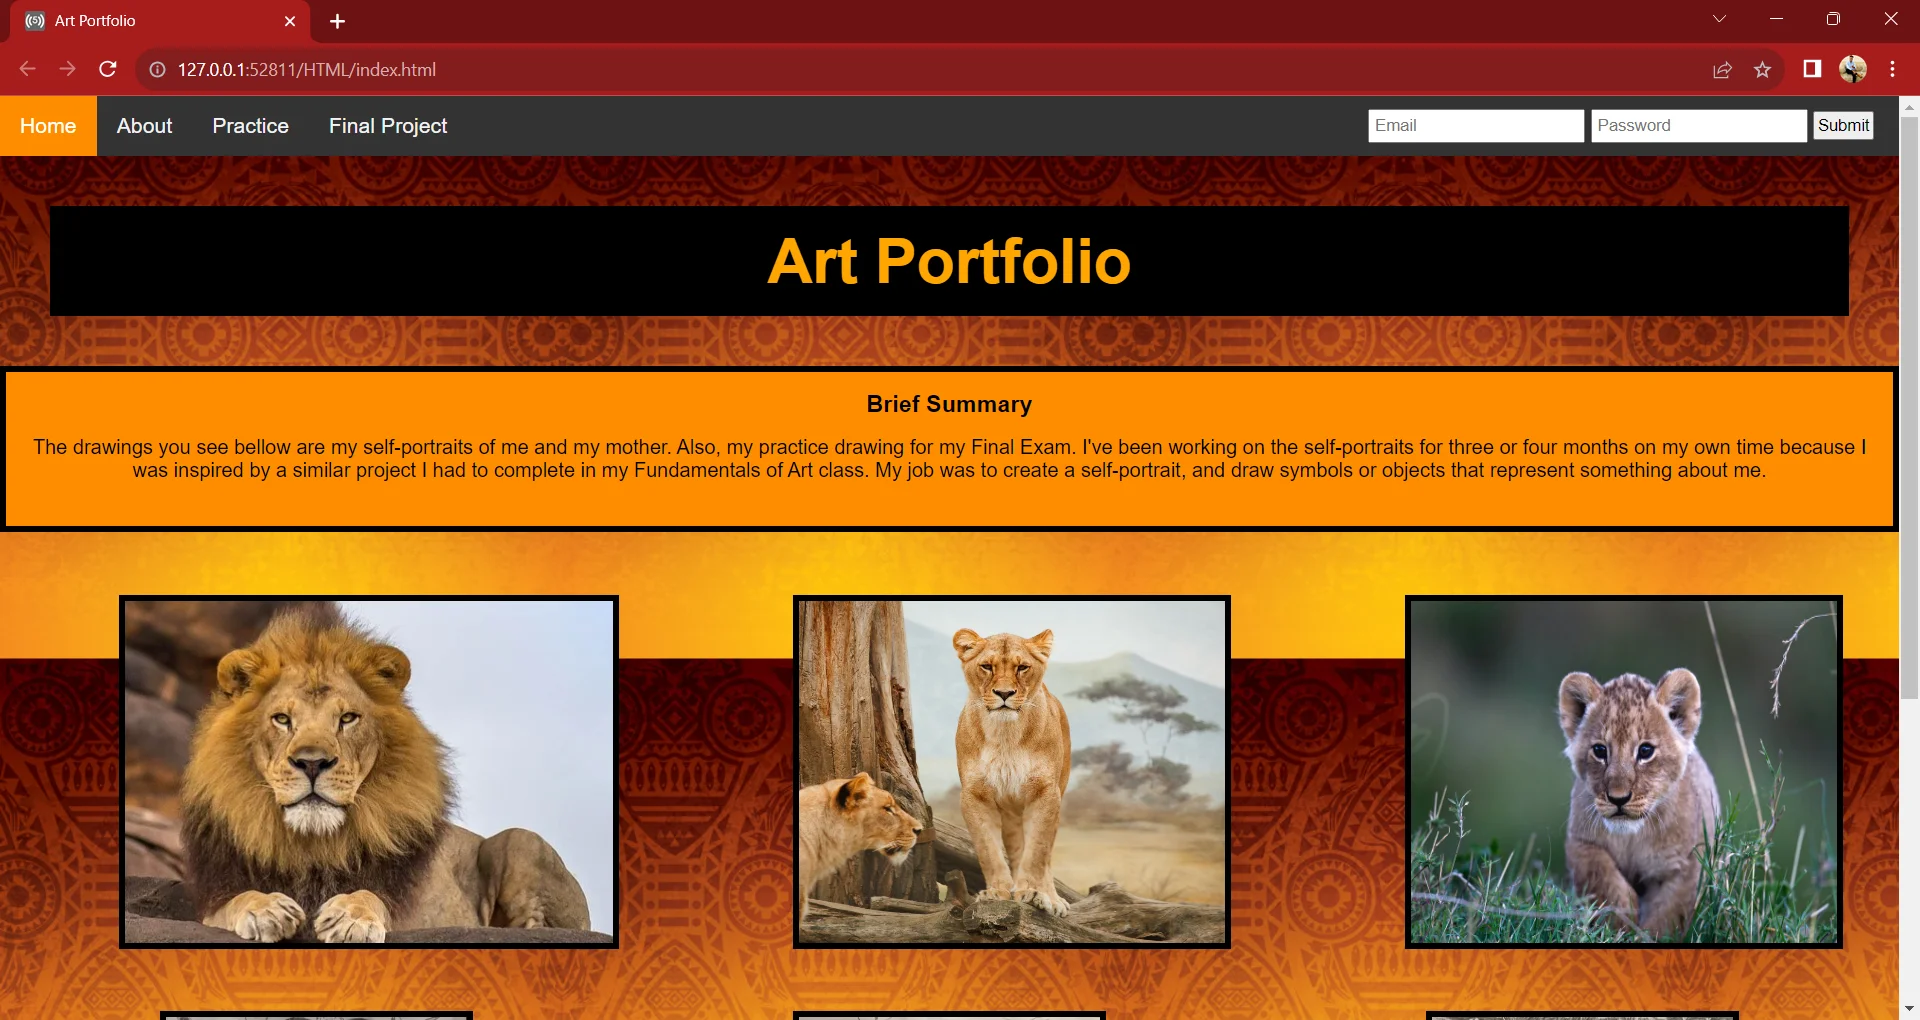 Art Portfolio
127.0.0.1:52811/HTML/index.html
Home About Practice Final Project Email Password Submit
Art Portfolio
Brief Summary
The drawings you see bellow are my self-portraits of me and my mother. Also, my practice drawing for my Final Exam. I've been working on the self-portraits for three or four months on my own time because I
was inspired by a similar project I had to complete in my Fundamentals of Art class. My job was to create a self-portrait, and draw symbols or objects that represent something about me.